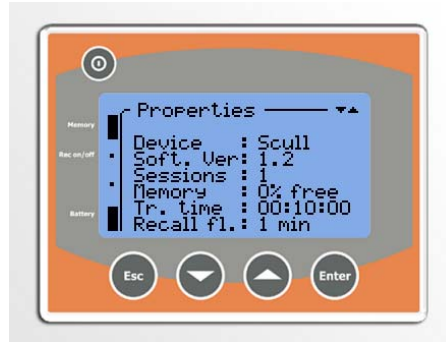 Properties
Memory
Device : Scull
Rec on/off
Soft. Ver: 1.2
Sessions : 1
Memory : 0% free
Battery
Tr. time : 00:10:00
Recall fl.: 1 min
Esc
Enter